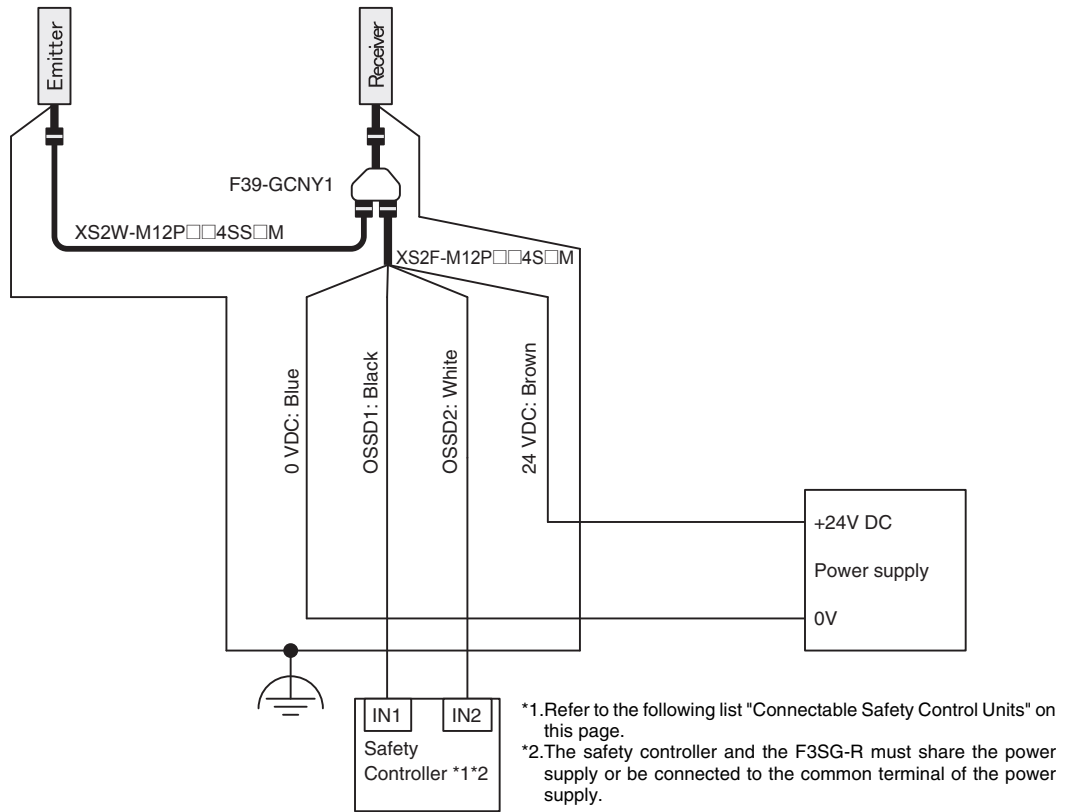 Emitter
Receiver
F39-GCNY1
XS2W-M12P□□4SS□M
XS2F-M12P□□4S□M
0 VDC: Blue
OSSD1: Black
OSSD2: White
24 VDC: Brown
+24V DC
Power supply
0V
IN1
IN2
Safety
Controller *1*2
*1.Refer to the following list "Connectable Safety Control Units" on
this page.
*2.The safety controller and the F3SG-R must share the power
supply or be connected to the common terminal of the power
supply.